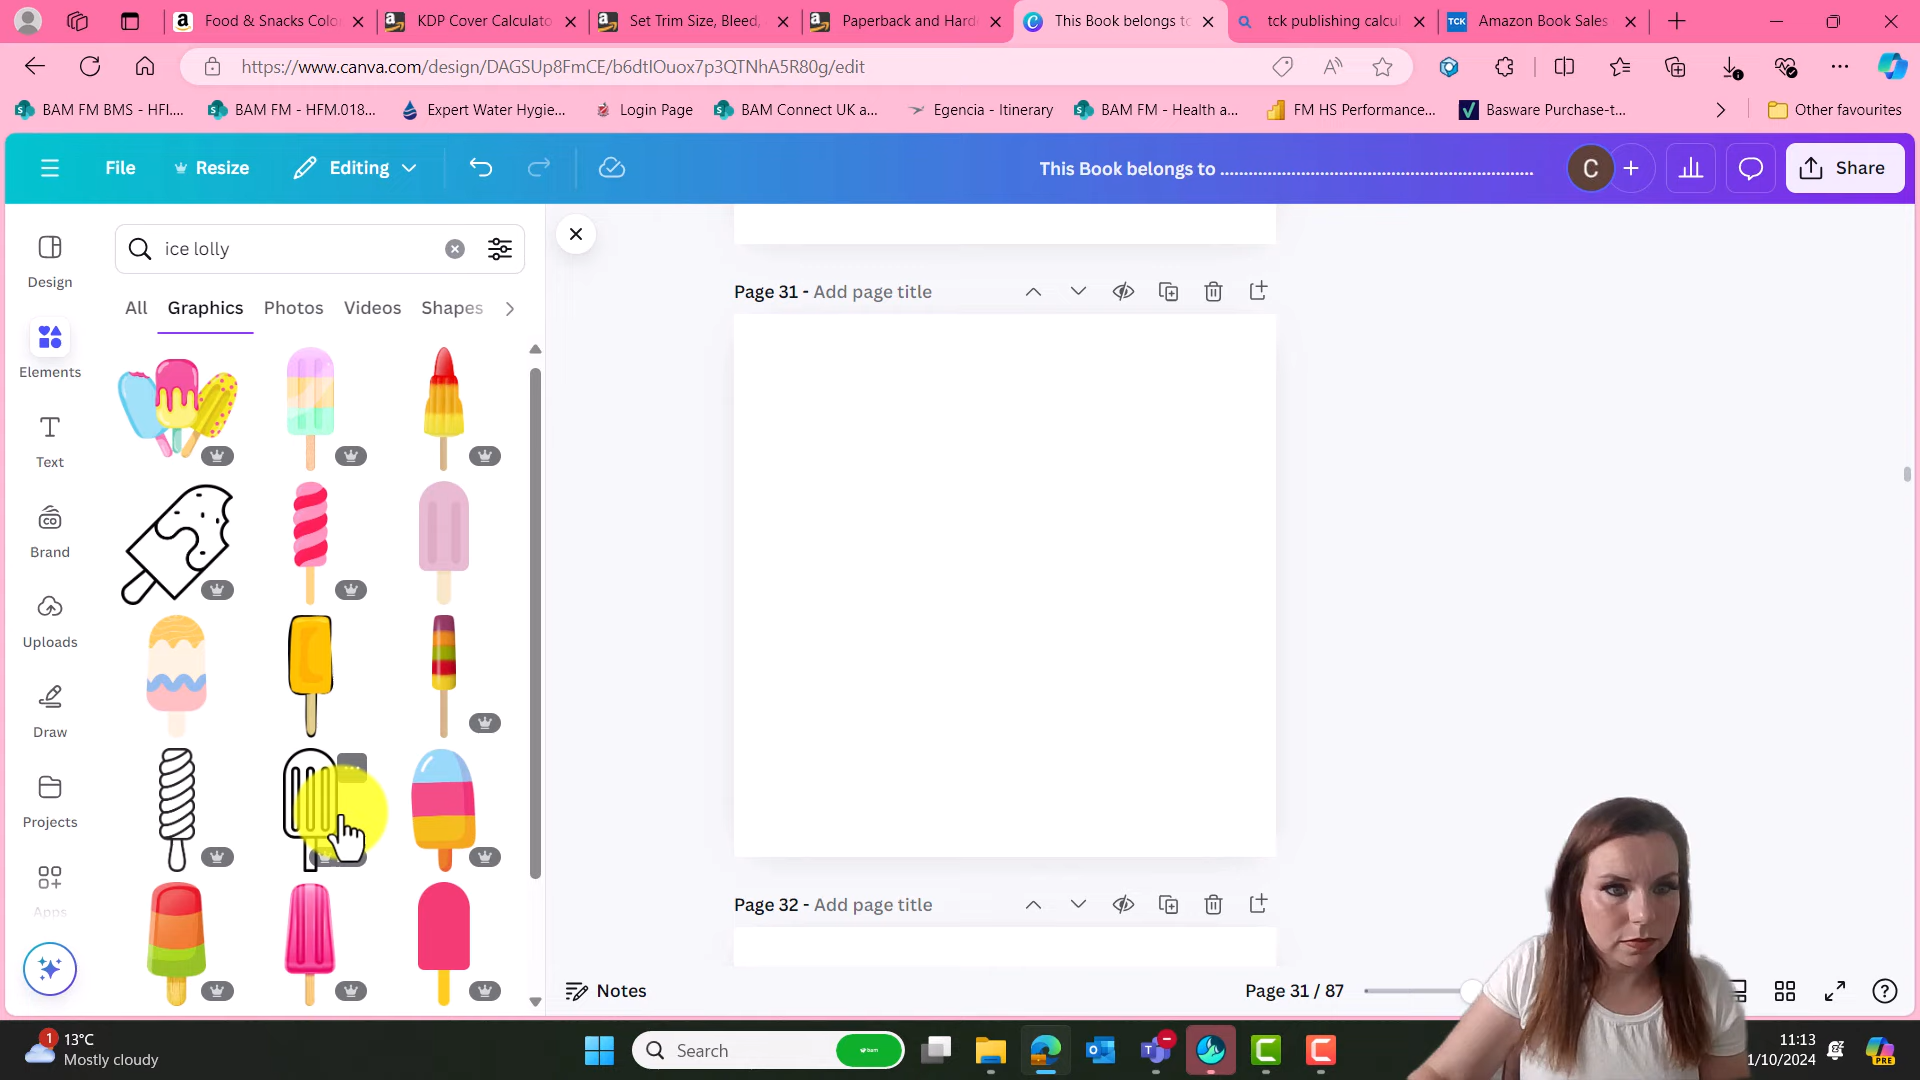 Food & Snacks Colo
KDP Cover Calculato
Set Trim Size, Bleed,
Paperback and Hard
This Book belongs to
tck publishing calcul
TCK
Amazon Book Sales
https://www.canva.com/design/DAGSUp8FmCE/b6dtIOuox7p3QTNhA5R80g/edit
BAM FM BMS - HFI....
BAM FM - HFM.018...
Expert Water Hygie...
Login Page
BAM Connect UK a...
Egencia - Itinerary
BAM FM - Health a...
FM HS Performance...
Basware Purchase-t...
Other favourites
File
Resize
Editing
This Book belongs to ................................................................
C
Share
Design
Elements
Text
Brand
Uploads
Draw
Projects
Apps
ice lolly
All
Graphics
Photos
Videos
Shapes
Page 31 - Add page title
Page 32 - Add page title
Notes
Page 31 / 87
1
13°C
Mostly cloudy
Search
bam
11:13
1/10/2024
PRE